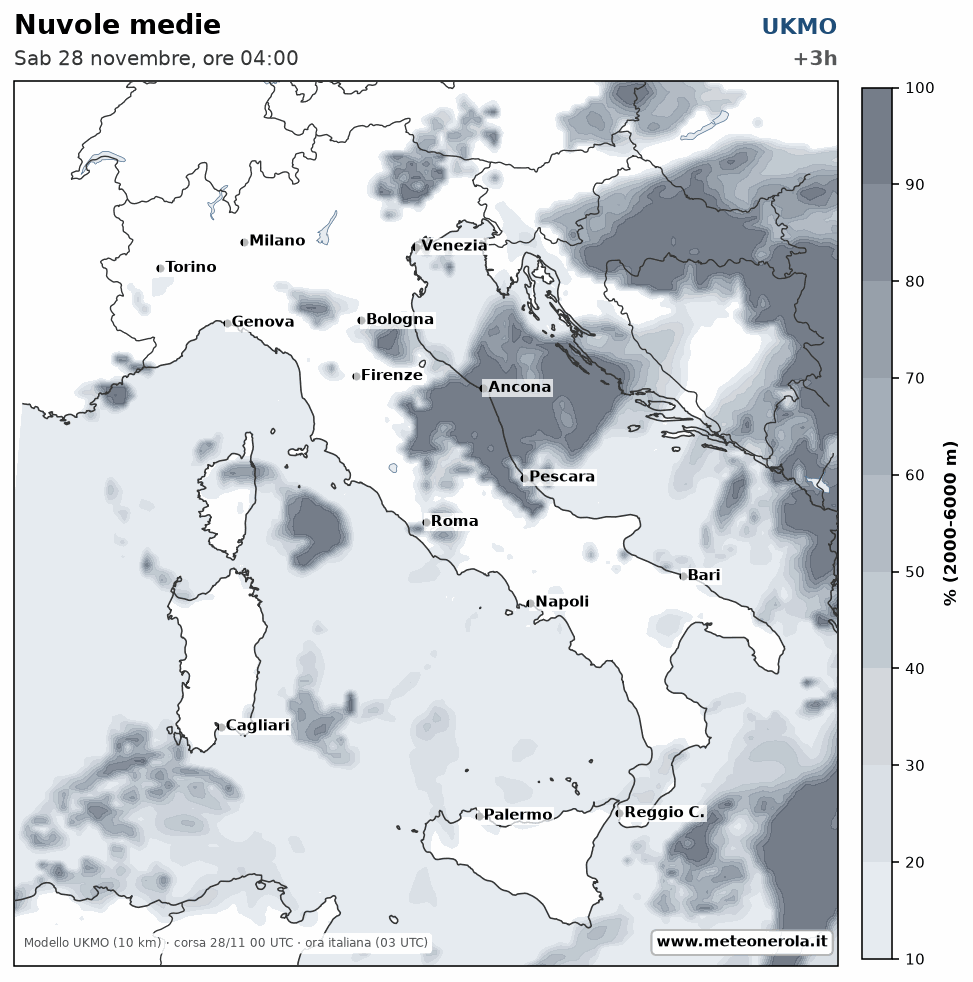 Nuvole medie
UKMO
Sab 28 novembre, ore 04:00
+3h
Milano
Venezia
Torino
Genova
Bologna
Firenze
Ancona
Pescara
Roma
Bari
Napoli
Cagliari
Palermo
Reggio C.
100
90
80
70
60
50
40
30
20
10
% (2000-6000 m)
Modello UKMO (10 km) · corsa 28/11 00 UTC · ora italiana (03 UTC)
www.meteonerola.it